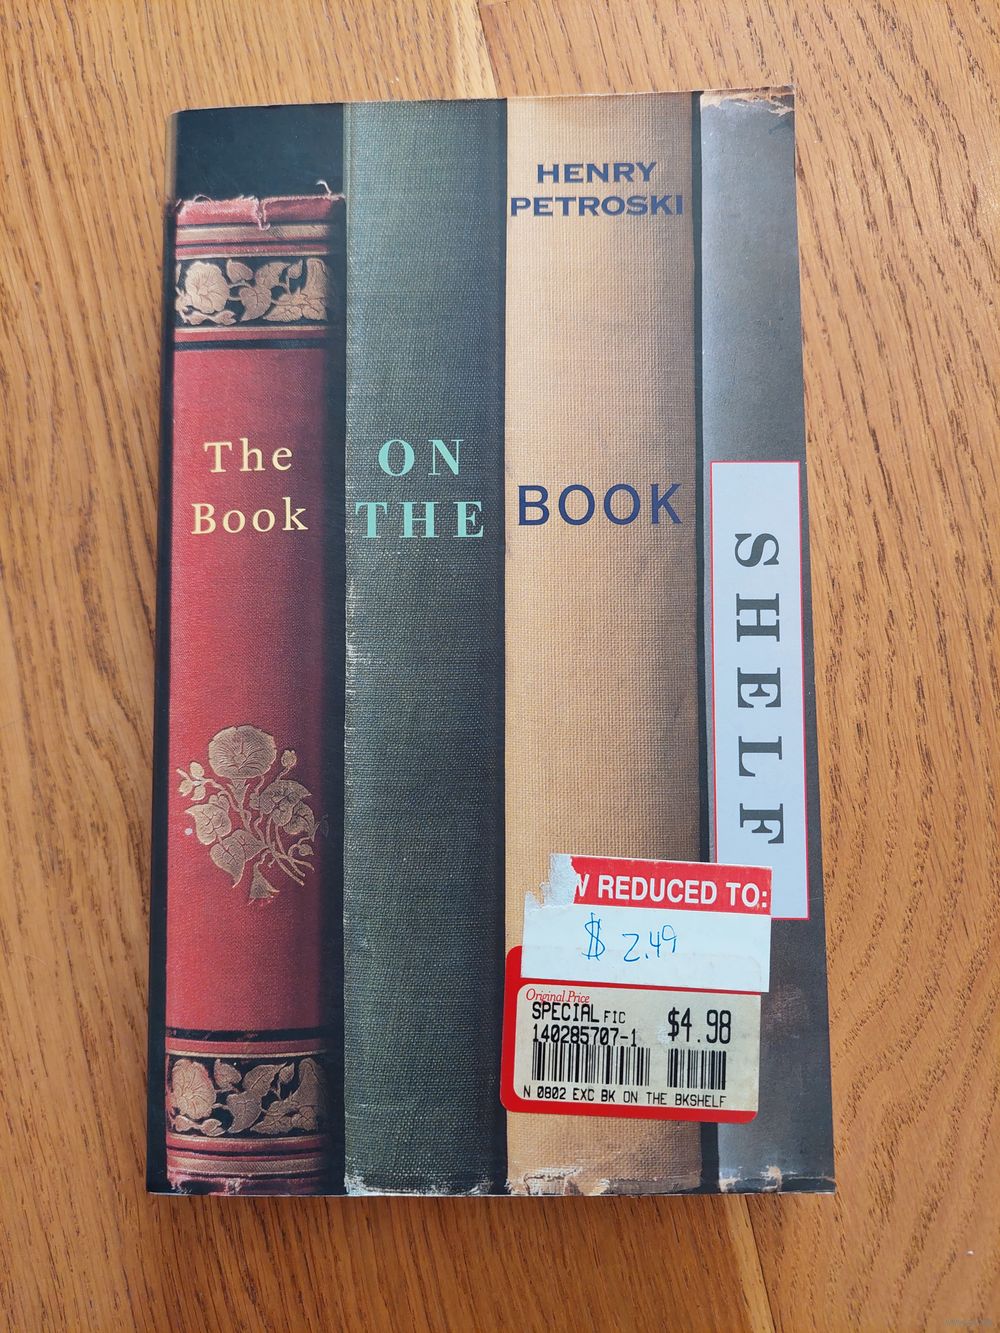 The
Book
ON
THE
HENRY
PETROSKI
BOOK
SHELF
W REDUCED TO:
$ 2.49
Original Price
SPECIAL FIC
140285707-1
$4.98
N 0802 EXC BK ON THE BKSHELF